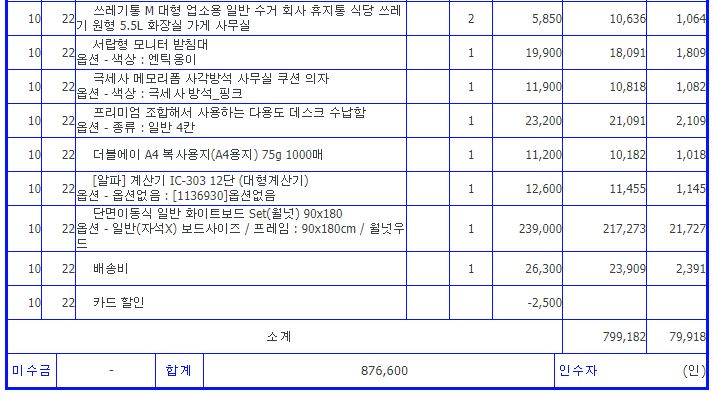 10 22 쓰레기통 M 대형 업소용 일반 수거 회사 휴지통 식당 쓰레기 원형 5.5L 화장실 가게 사무실 2 5,850 10,636 1,064
10 22 서랍형 모니터 받침대
옵션 - 색상 : 엔틱옹이 1 19,900 18,091 1,809
10 22 극세사 메모리폼 사각방석 사무실 쿠션 의자
옵션 - 색상 : 극세사방석_핑크 1 11,900 10,818 1,082
10 22 프리미엄 조합해서 사용하는 다용도 데스크 수납함
옵션 - 종류 : 일반 4칸 1 23,200 21,091 2,109
10 22 더블에이 A4 복사용지(A4용지) 75g 1000매 1 11,200 10,182 1,018
10 22 [알파] 계산기 IC-303 12단 (대형계산기)
옵션 - 옵션없음 : [1136930]옵션없음 1 12,600 11,455 1,145
10 22 단면이동식 일반 화이트보드 Set(월넛) 90x180
옵션 - 일반(자석X) 보드사이즈 / 프레임 : 90x180cm / 월넛우
드 1 239,000 217,273 21,727
10 22 배송비 1 26,300 23,909 2,391
10 22 카드 할인 -2,500
소계 799,182 79,918
미수금 - 합계 876,600 인수자 (인)